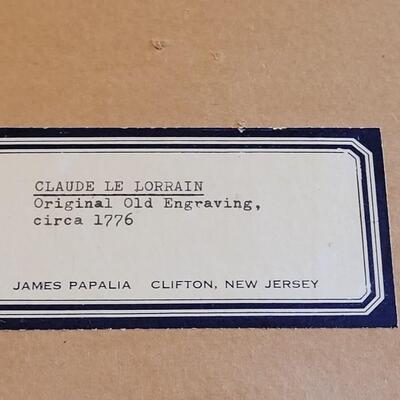 CLAUDE LE LORRAIN
Original Old Engraving,
circa 1776
JAMES PAPALIA CLIFTON, NEW JERSEY